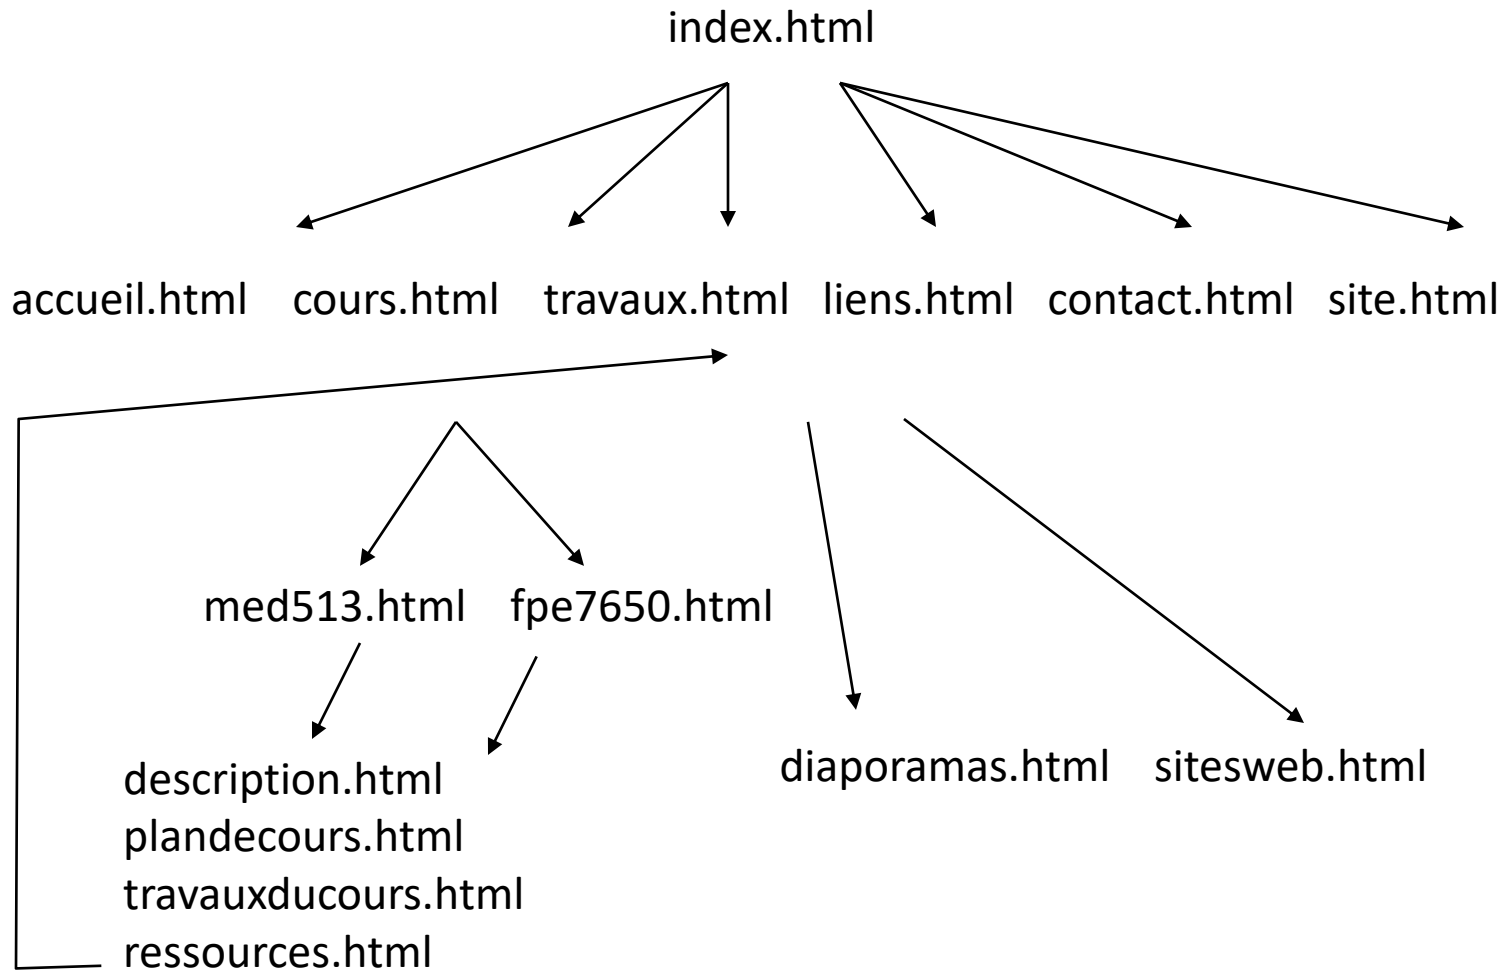 index.html
accueil.html cours.html travaux.html liens.html contact.html site.html
med513.html fpe7650.html
description.html
plandecours.html
travauxducours.html
ressources.html
diaporamas.html sitesweb.html